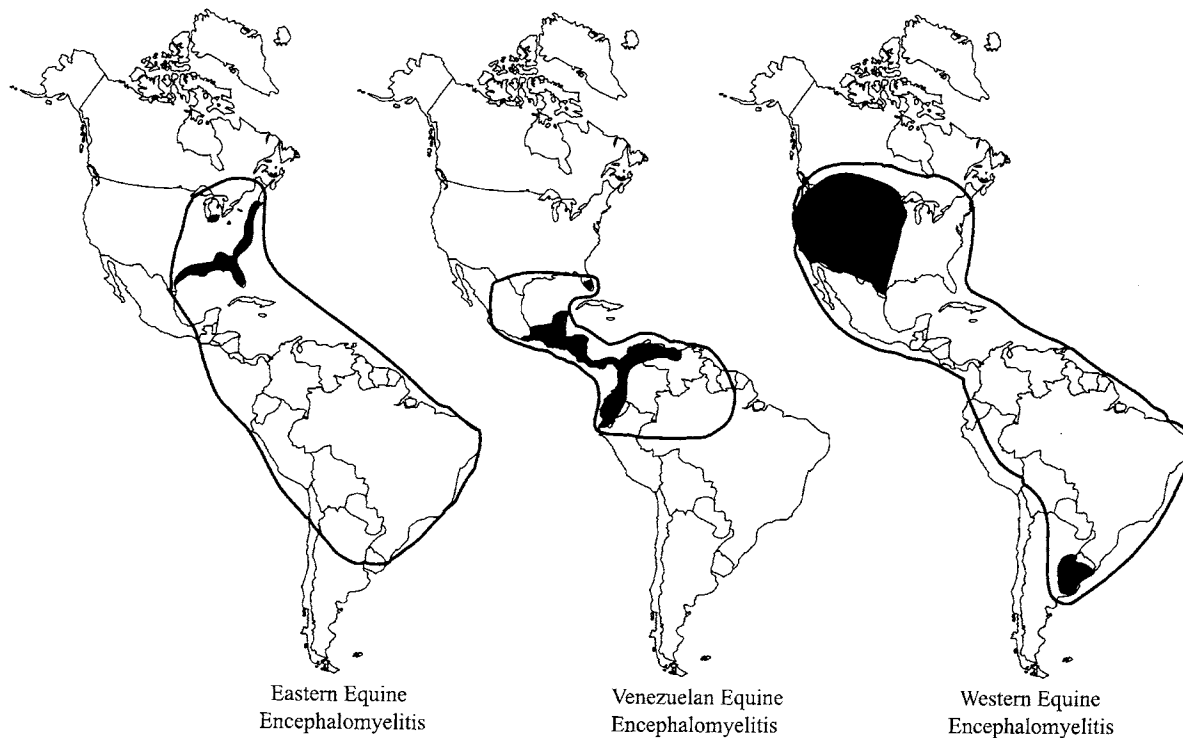 Eastern Equine
Encephalomyelitis
Venezuelan Equine
Encephalomyelitis
Western Equine
Encephalomyelitis